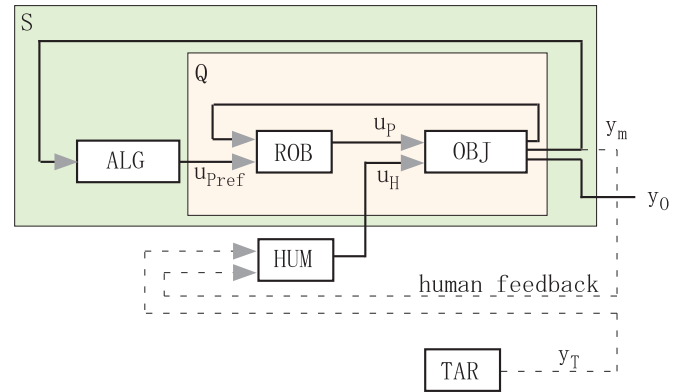 S
Q
y_m
u_P
ALG
ROB
OBJ
u_Pref
u_H
y_O
HUM
human feedback
y_T
TAR